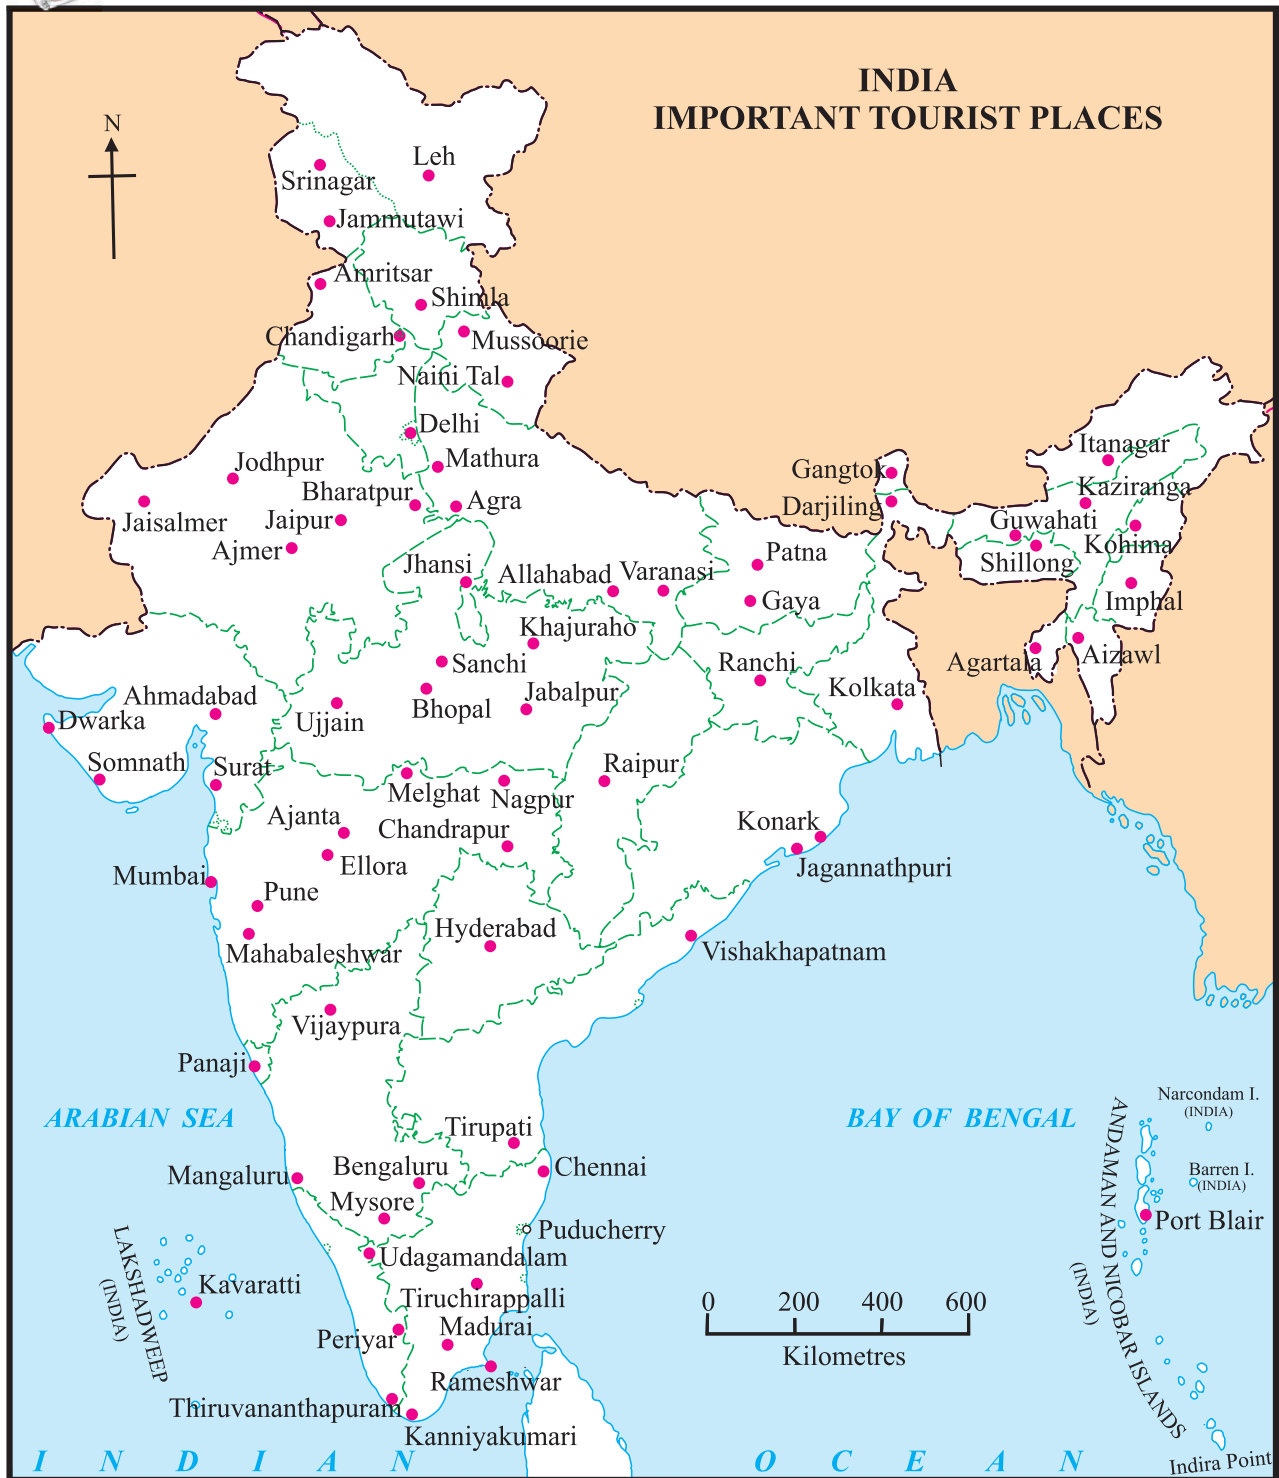 INDIA
IMPORTANT TOURIST PLACES
N
Leh
Srinagar
Jammutawi
Amritsar
Shimla
Chandigarh
Mussoorie
Naini Tal
Delhi
Mathura
Jodhpur
Bharatpur
Agra
Jaisalmer
Jaipur
Ajmer
Gangtok
Darjiling
Itanagar
Kaziranga
Guwahati
Kohima
Shillong
Imphal
Agartala
Aizawl
Patna
Jhansi
Allahabad
Varanasi
Gaya
Khajuraho
Sanchi
Ranchi
Kolkata
Ahmadabad
Bhopal
Jabalpur
Dwarka
Ujjain
Somnath
Surat
Raipur
Melghat
Nagpur
Ajanta
Chandrapur
Konark
Ellora
Jagannathpuri
Mumbai
Pune
Hyderabad
Mahabaleshwar
Vishakhapatnam
Vijaypura
Panaji
ARABIAN SEA
BAY OF BENGAL
Narcondam I.
(INDIA)
Tirupati
Bengaluru
Chennai
Mangaluru
Barren I.
(INDIA)
Mysore
Port Blair
Puducherry
Udagamandalam
LAKSHADWEEP
(INDIA)
Kavaratti
ANDAMAN AND NICOBAR ISLANDS
(INDIA)
Tiruchirappalli
0 200 400 600
Kilometres
Periyar
Madurai
Rameshwar
Thiruvananthapuram
Kanniyakumari
INDIAN OCEAN
Indira Point